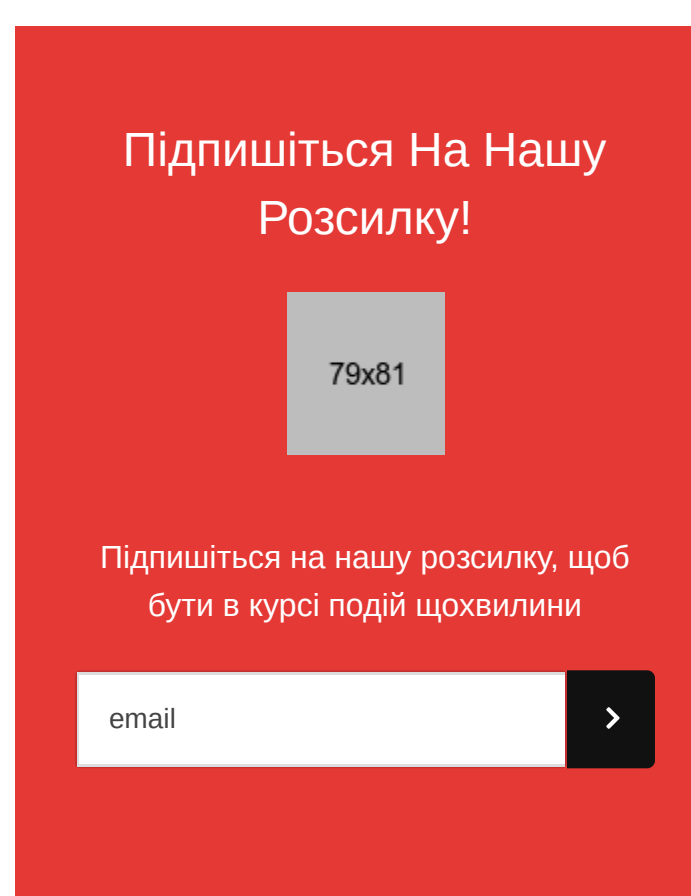 Підпишіться На Нашу
Розсилку!
79x81
Підпишіться на нашу розсилку, щоб
бути в курсі подій щохвилини
email